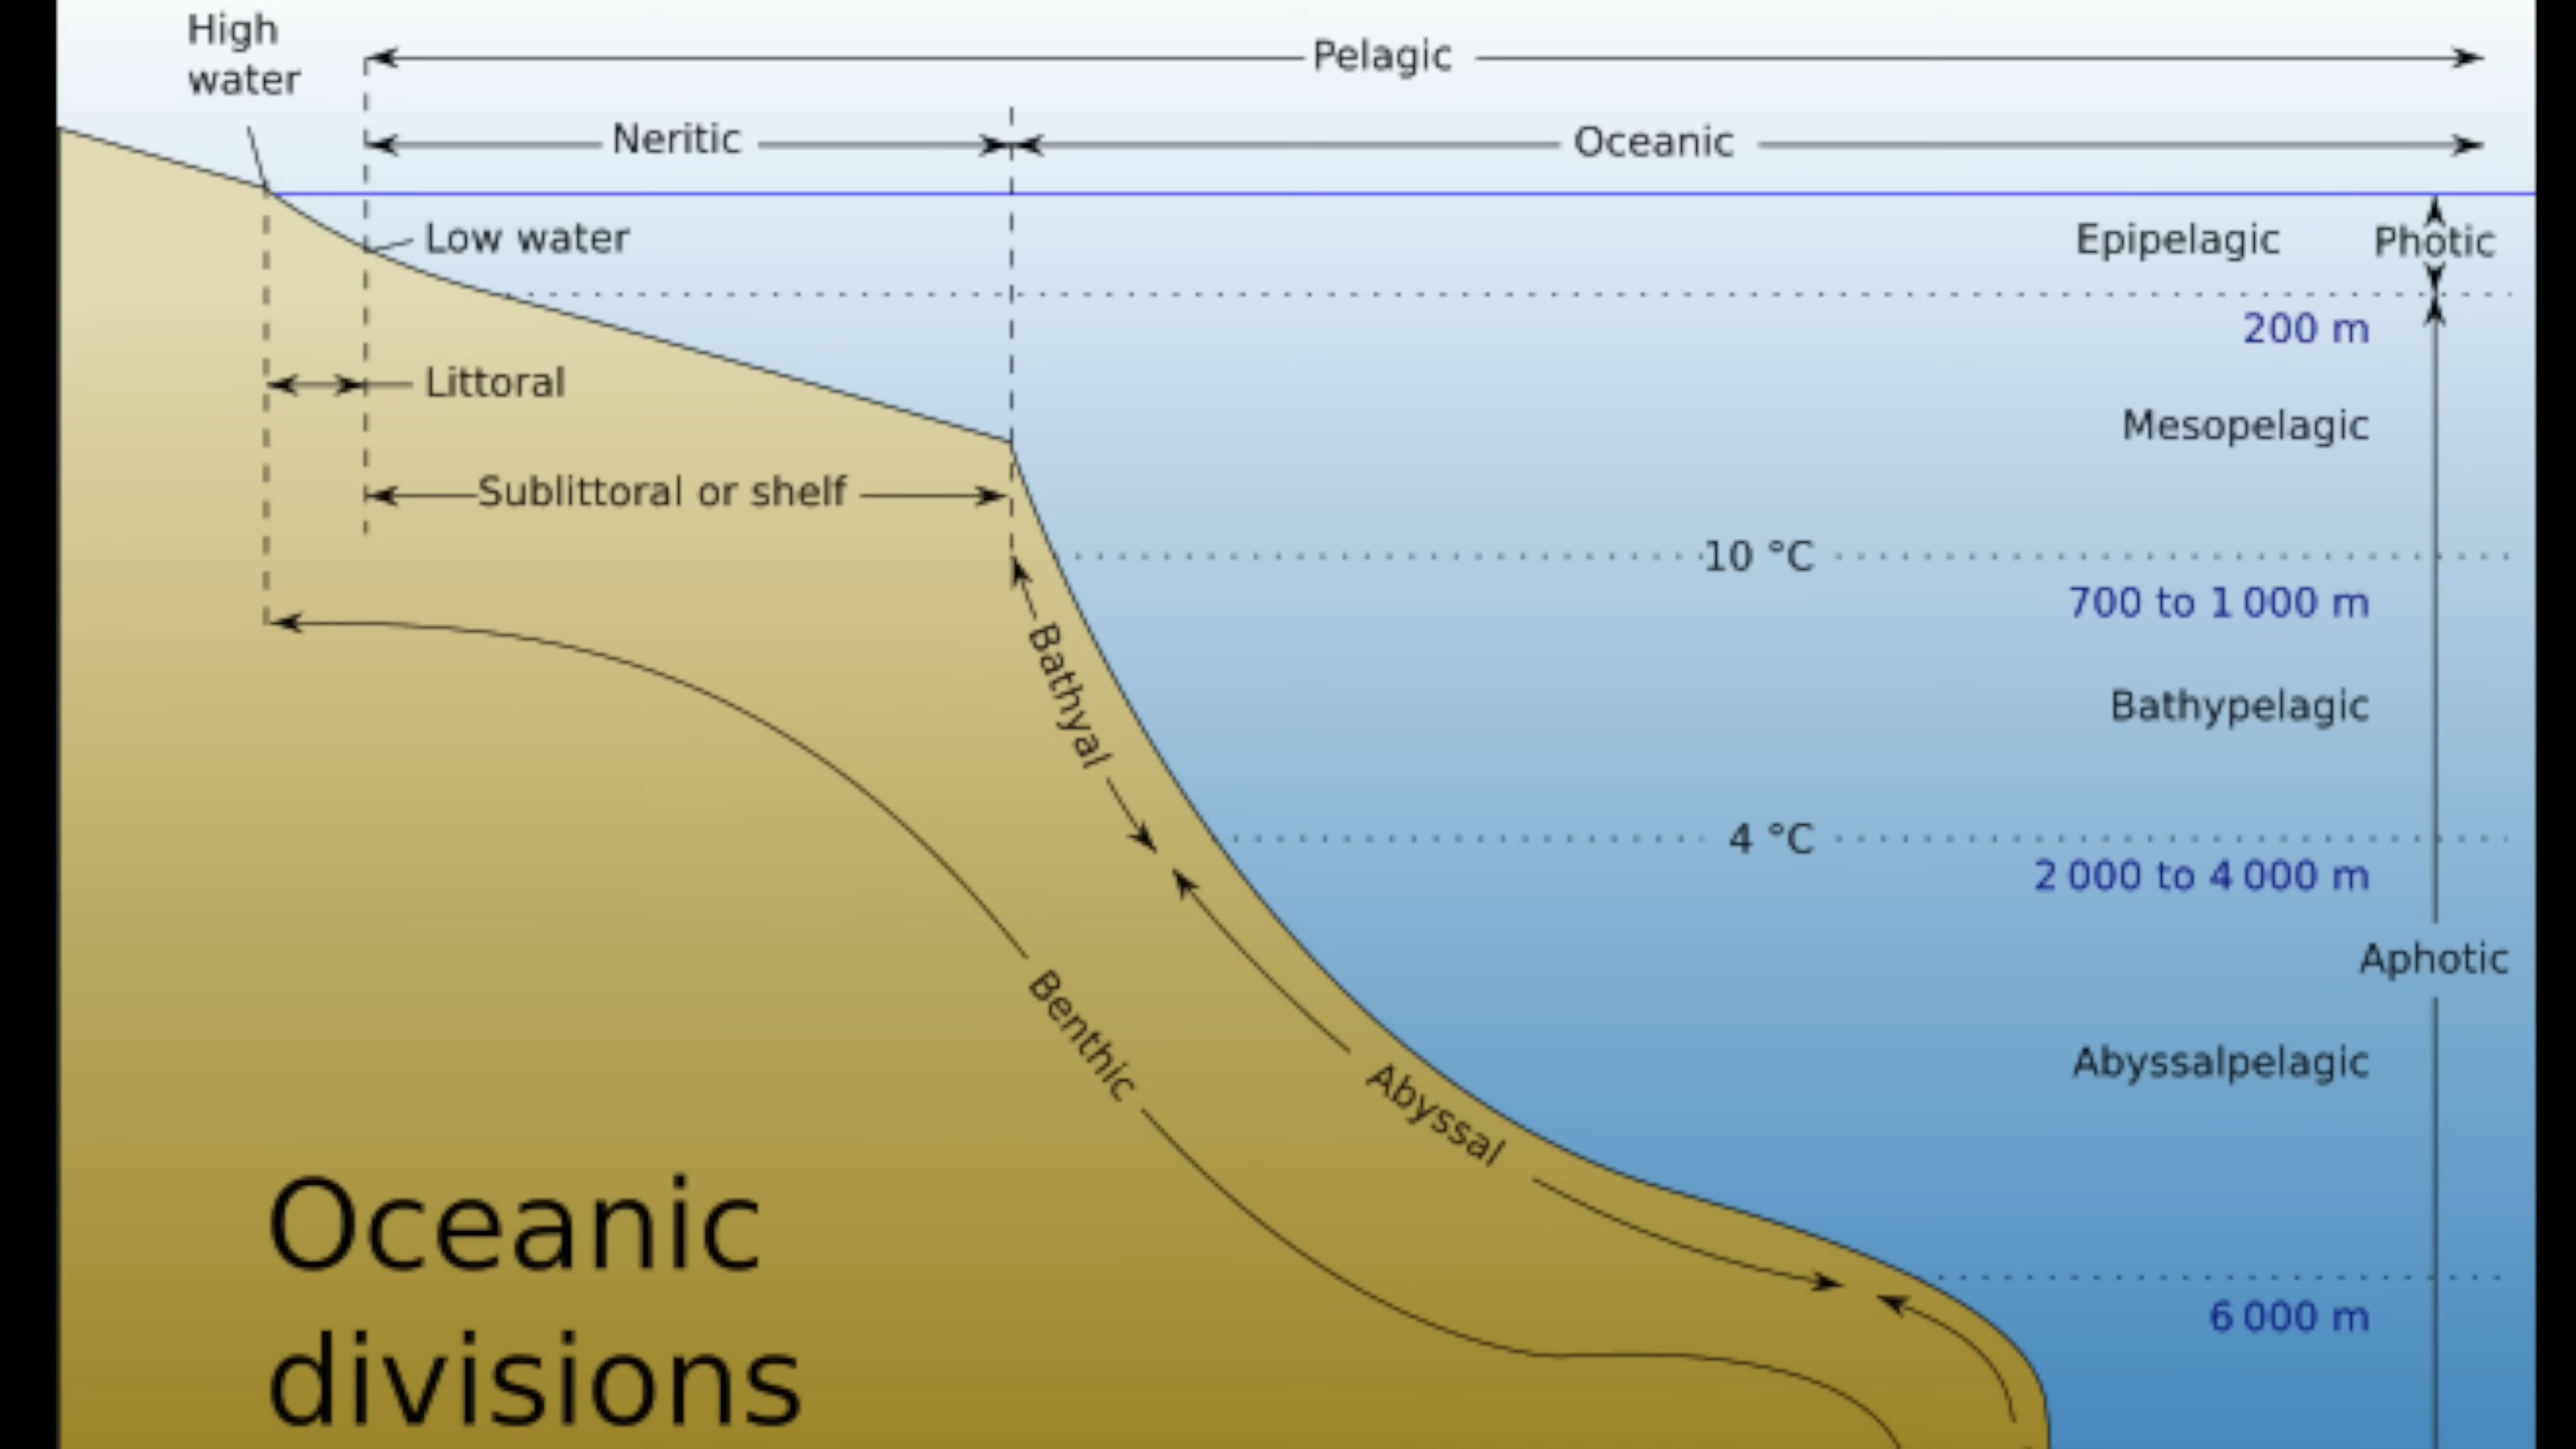 High
water
Pelagic
Neritic
Oceanic
Low water
Epipelagic
Photic
200 m
Littoral
Mesopelagic
Sublittoral or shelf
10 °C
700 to 1 000 m
Bathyal
Bathypelagic
4 °C
2 000 to 4 000 m
Aphotic
Benthic
Abyssal
Abyssalpelagic
Oceanic
divisions
6 000 m